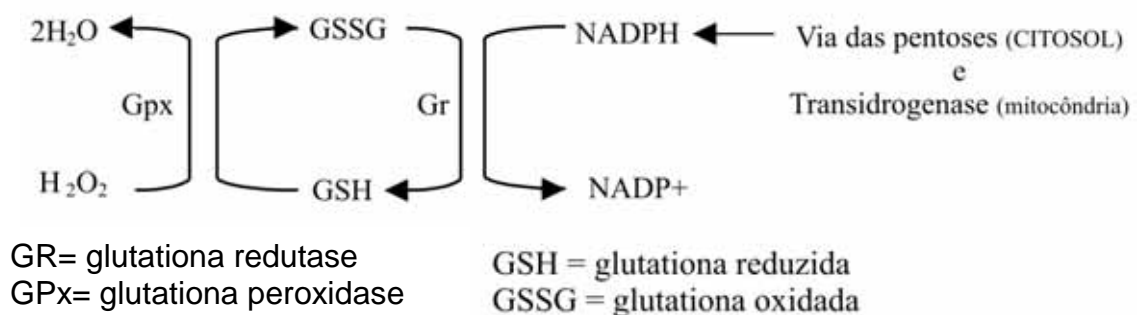 2H₂O GSSG NADPH Via das pentoses (CITOSOL)
e
Transidrogenase (mitocôndria)
Gpx Gr
H₂O₂ GSH NADP+
GR= glutationa redutase
GPx= glutationa peroxidase
GSH = glutationa reduzida
GSSG = glutationa oxidada